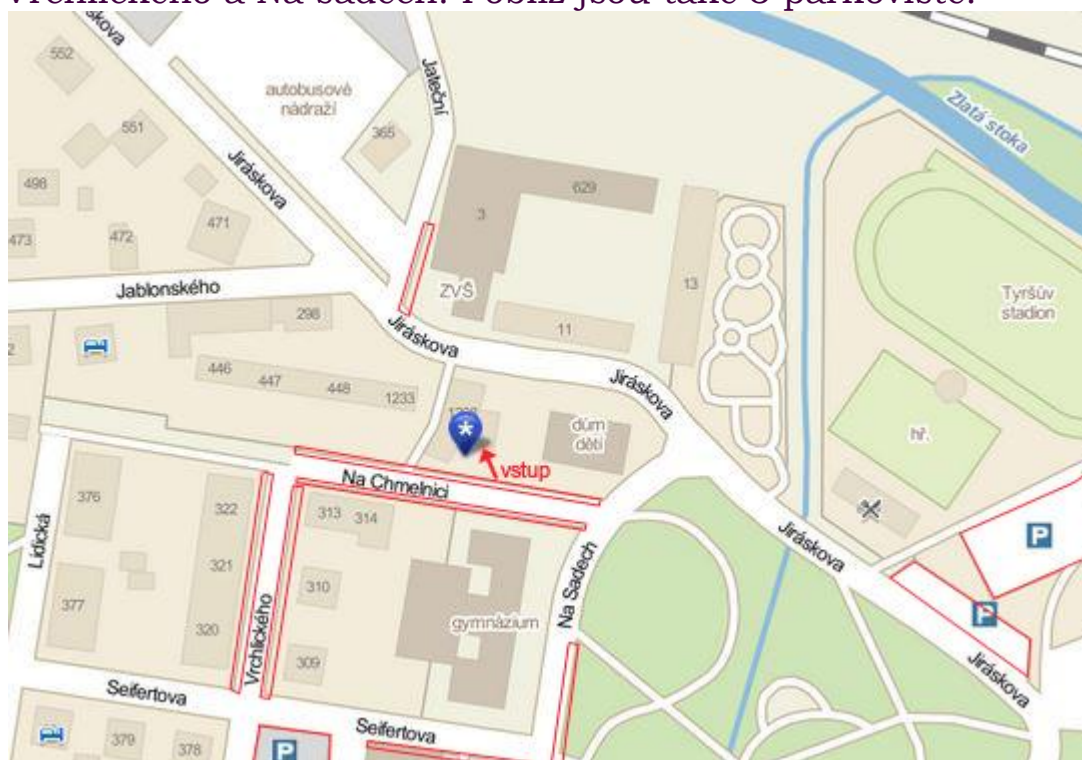 Vrchlického a Na sadech. Poblíž jsou také 3 parkoviště.
Jiráskova
552
autobusové
nádraží
Jateční
Zlatá stoka
551
365
Jiráskova
498
629
471
3
473
472
13
Jablonského
ZVŠ
Tyršův
stadion
298
11
Jiráskova
446
447
448
1233
Jiráskova
dům
dětí
hř.
vstup
Na Chmelnici
376
322
313
314
P
Lidická
321
Jiráskova
310
Na Sadech
377
Vrchlického
gymnázium
P
320
309
Jiráskova
Seifertova
Seifertova
379
378
P